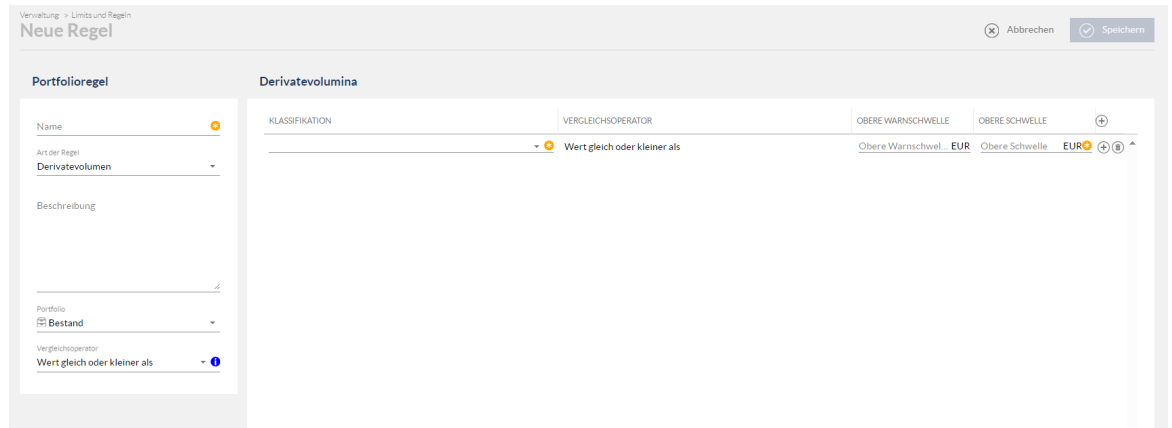 Verwaltung > Limits und Regeln
Neue Regel
Abbrechen
Speichern
Portfolioregel
Name
Art der Regel
Derivatevolumen
Beschreibung
Portfolio
Bestand
Vergleichsoperator
Wert gleich oder kleiner als
Derivatevolumina
KLASSIFIKATION VERGLEICHSOPERATOR OBERE WARNSCHWELLE OBERE SCHWELLE
Wert gleich oder kleiner als Obere Warnschwel... EUR Obere Schwelle EUR